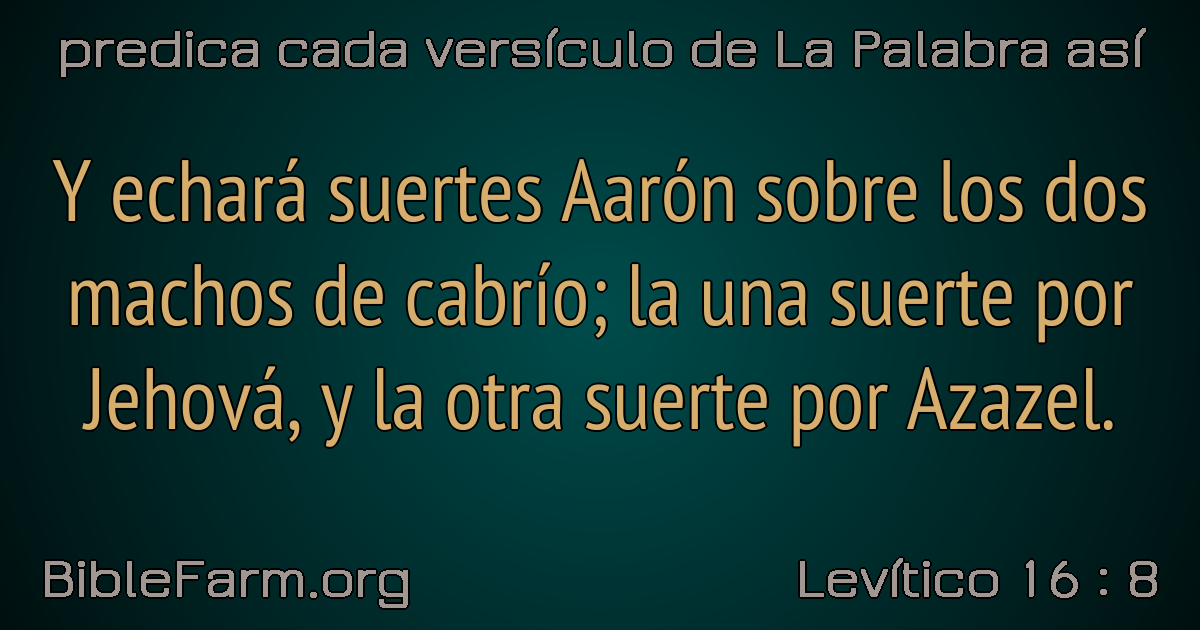 predica cada versículo de La Palabra así
Y echará suertes Aarón sobre los dos
machos de cabrío; la una suerte por
Jehová, y la otra suerte por Azazel.
BibleFarm.org
Levítico 16 : 8